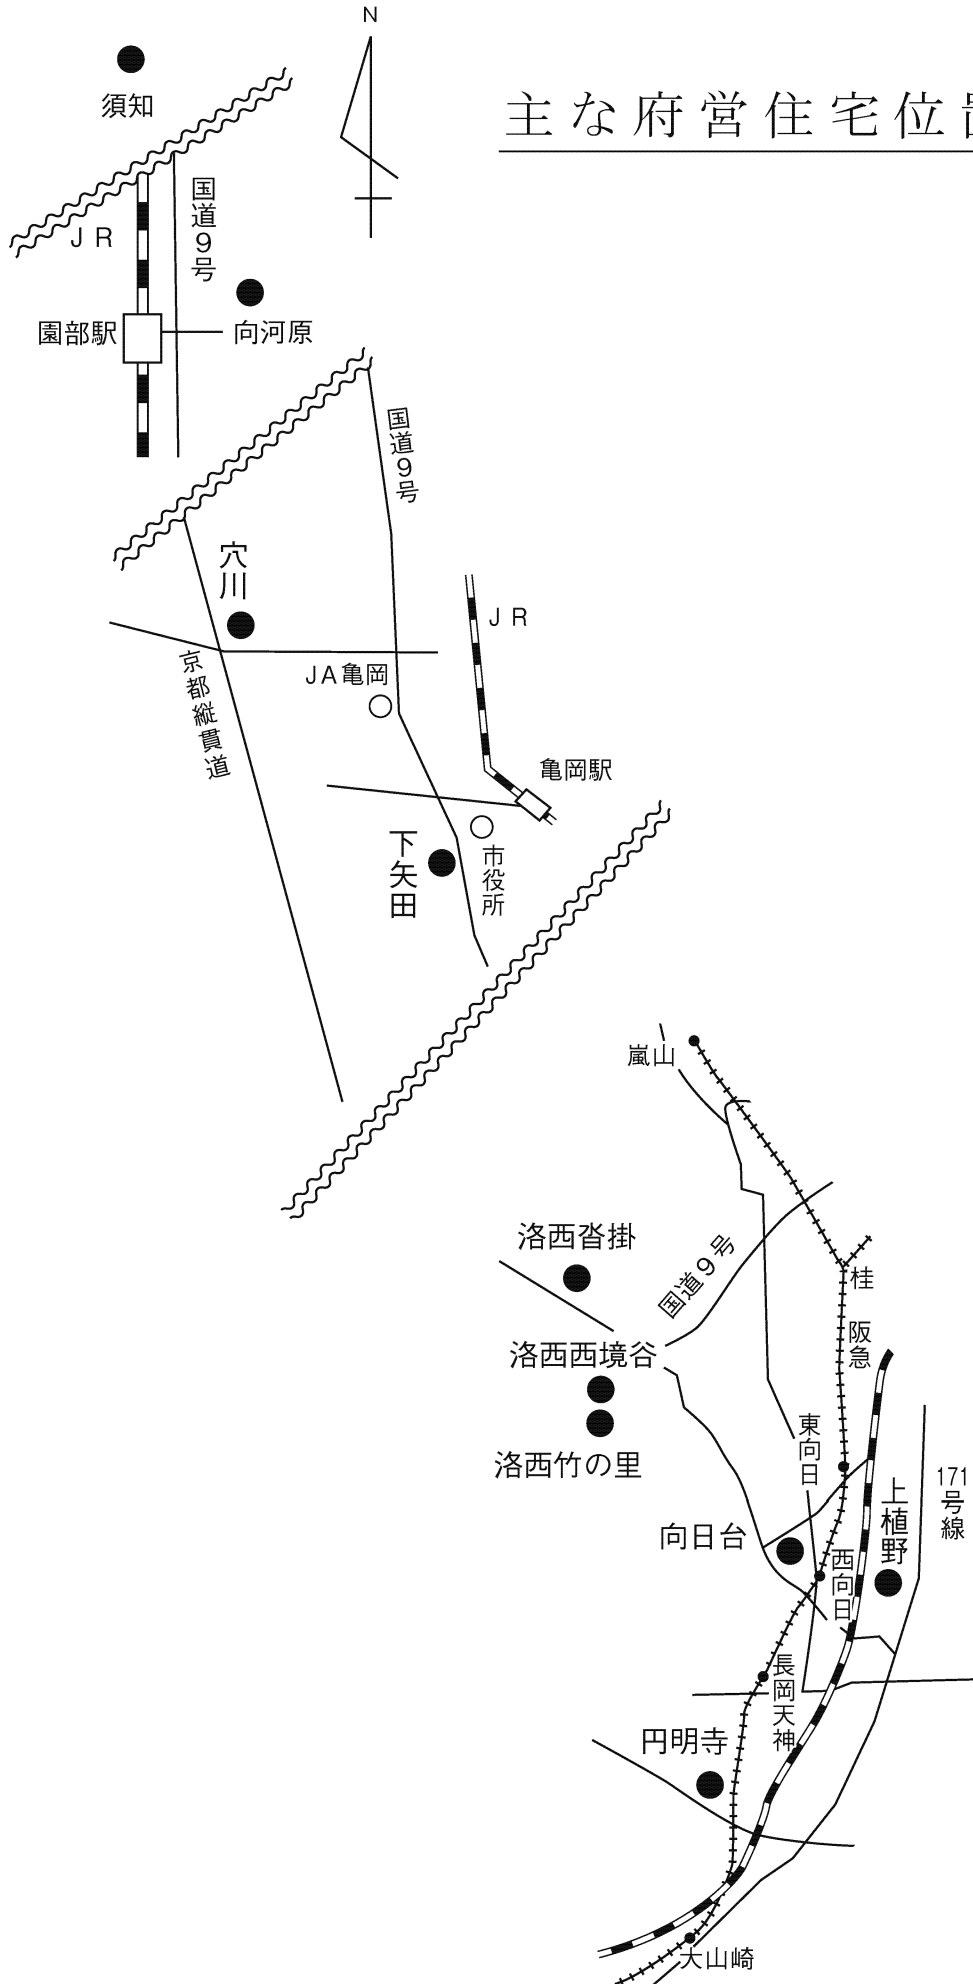 N
須知
主な府営住宅位
国道9号
JR
園部駅
向河原
国道9号
穴川
JR
京都縦貫道
JA亀岡
亀岡駅
下矢田
市役所
嵐山
洛西沓掛
国道9号
桂
阪急
洛西西境谷
東向日
洛西竹の里
171号線
上植野
向日台
西向日
長岡天神
円明寺
大山崎